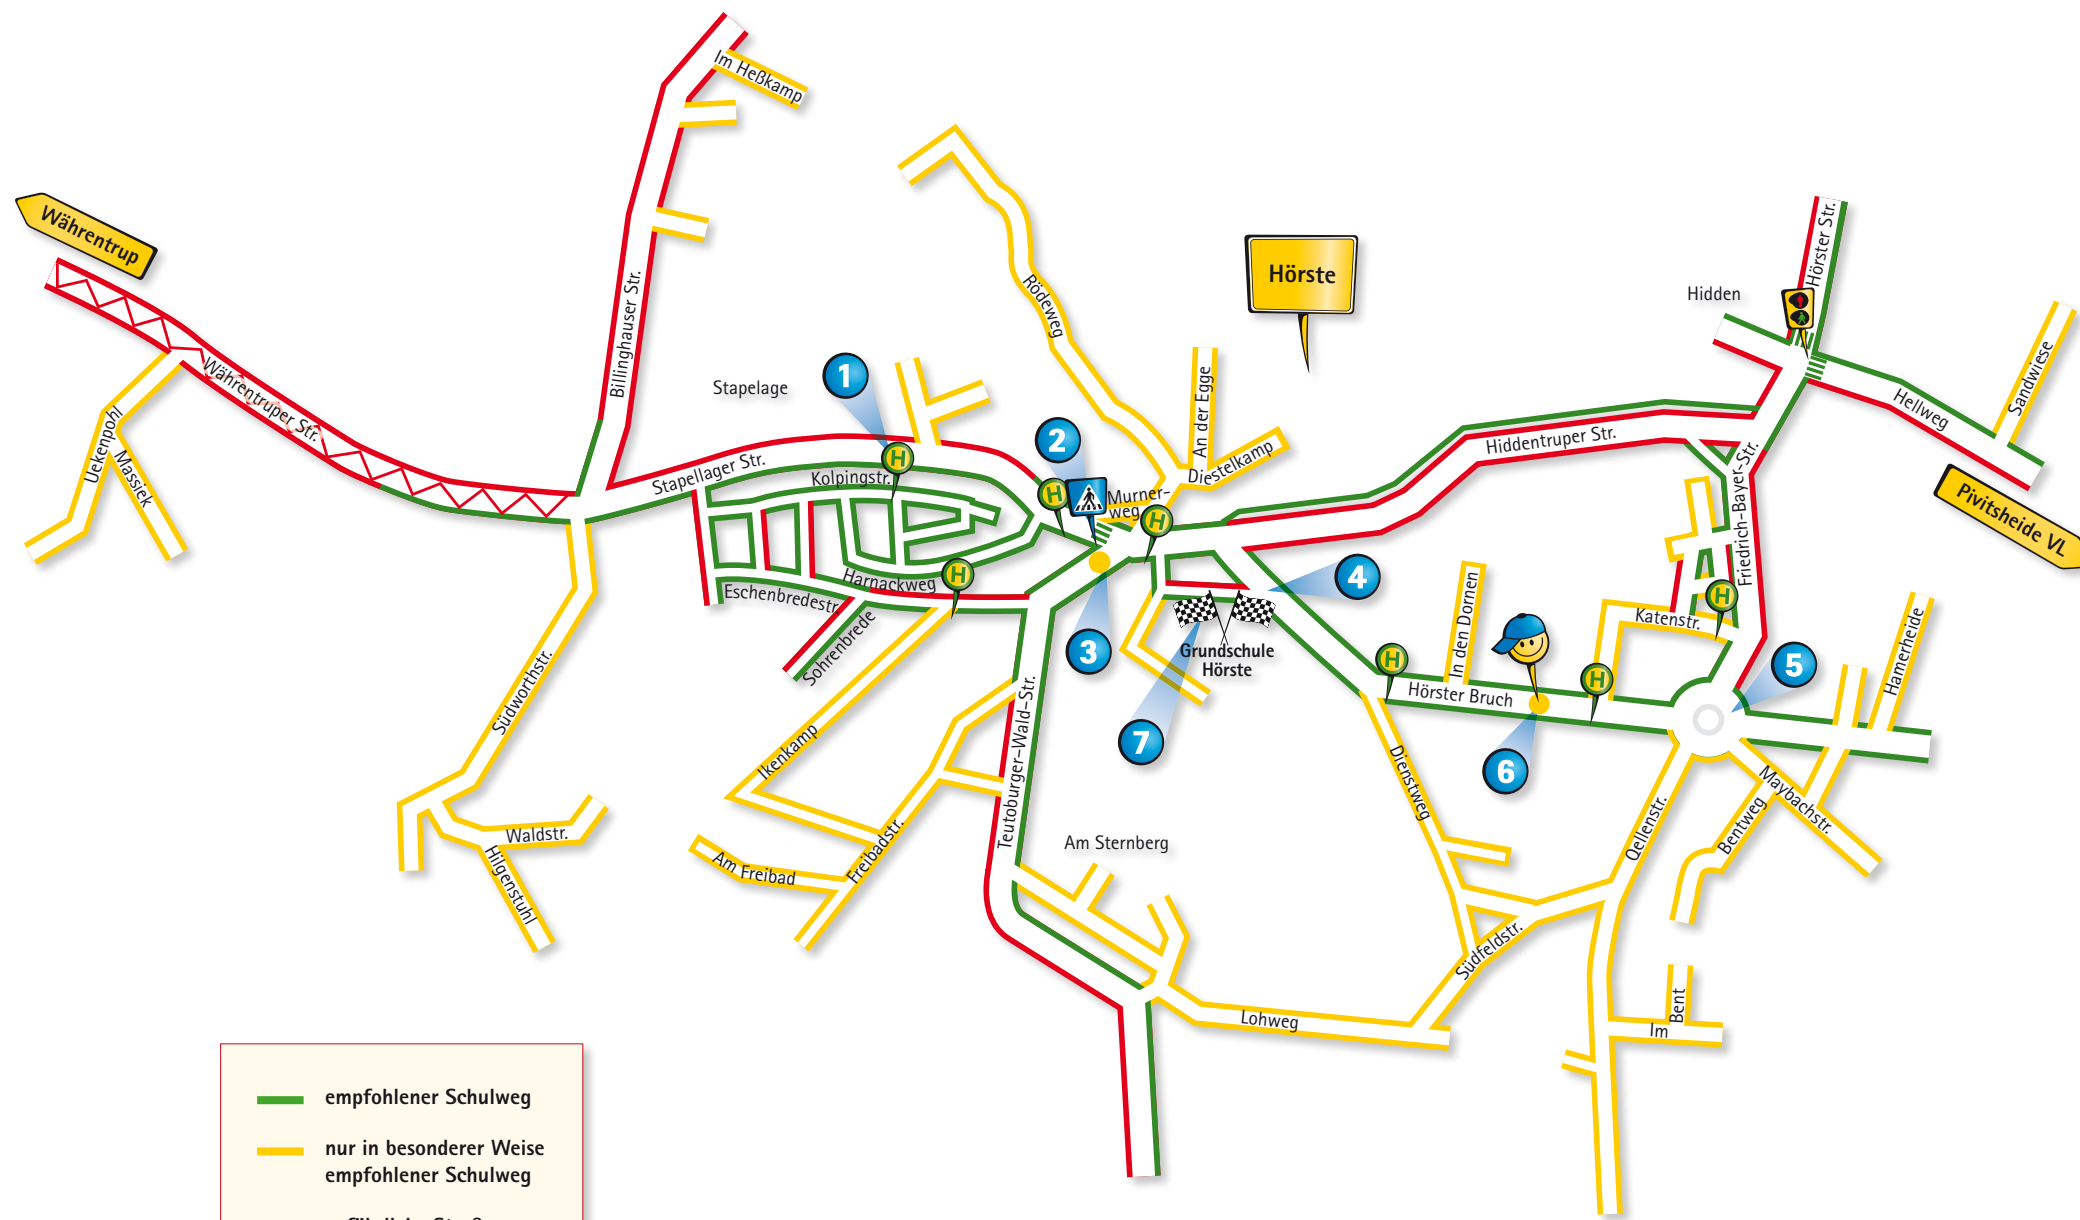 Im Heßkamp
Währentrup
Hörster Str.
Hörste
Hidden
Billinghauser Str.
Rödeweg
Stapelage
1
An der Egge
Sandwiese
Währentruper Str.
Uekenpohl
Massiek
2
Hiddentruper Str.
Hellweg
Stapellager Str.
Kolpingstr.
H
H
Murner-
weg
Diestelkamp
H
Friedrich-Bayer-Str.
Pivitsheide VL
Harnackweg
H
Eschenbredestr.
Sohrenbrede
4
In den Dornen
Katenstr.
H
Hamerheide
3
Grundschule
Hörste
H
H
5
Hörster Bruch
Südworthstr.
Ikenkamp
Teutoburger-Wald-Str.
7
6
Dienstweg
Maybachstr.
Bentweg
Oellenstr.
Waldstr.
Hilgenstuhl
Am Freibad
Freibadstr.
Am Sternberg
Südfeldstr.
Lohweg
Im Bent
empfohlener Schulweg
nur in besonderer Weise
empfohlener Schulweg